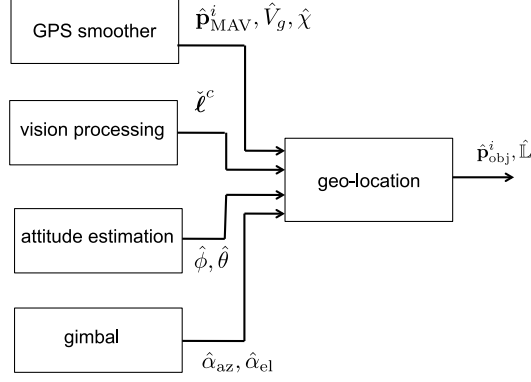 GPS smoother
p̂ⁱ_MAV, V̂_g, χ̂
vision processing
ℓ̌ᶜ
geo-location
p̂ⁱ_obj, 𝕃̂
attitude estimation
ϕ̂, θ̂
gimbal
α̂_az, α̂_el